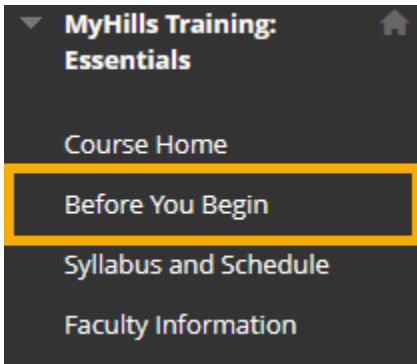 MyHills Training:
Essentials
Course Home
Before You Begin
Syllabus and Schedule
Faculty Information